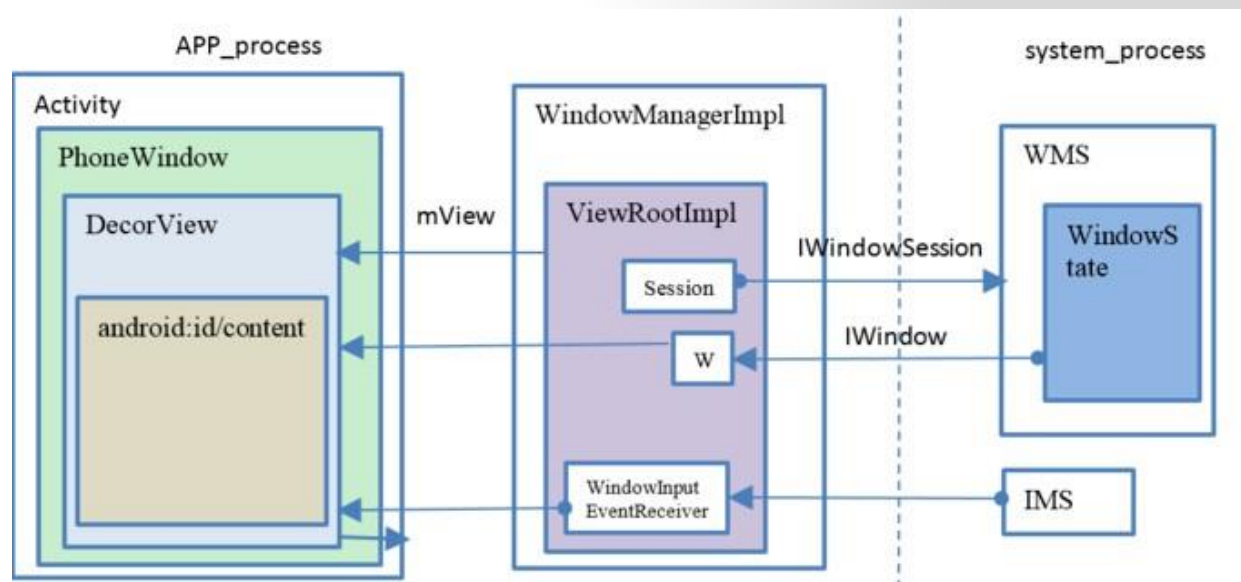 APP_process
system_process
Activity
PhoneWindow
DecorView
android:id/content
mView
WindowManagerImpl
ViewRootImpl
Session
W
WindowInput
EventReceiver
IWindowSession
IWindow
WMS
WindowS
tate
IMS